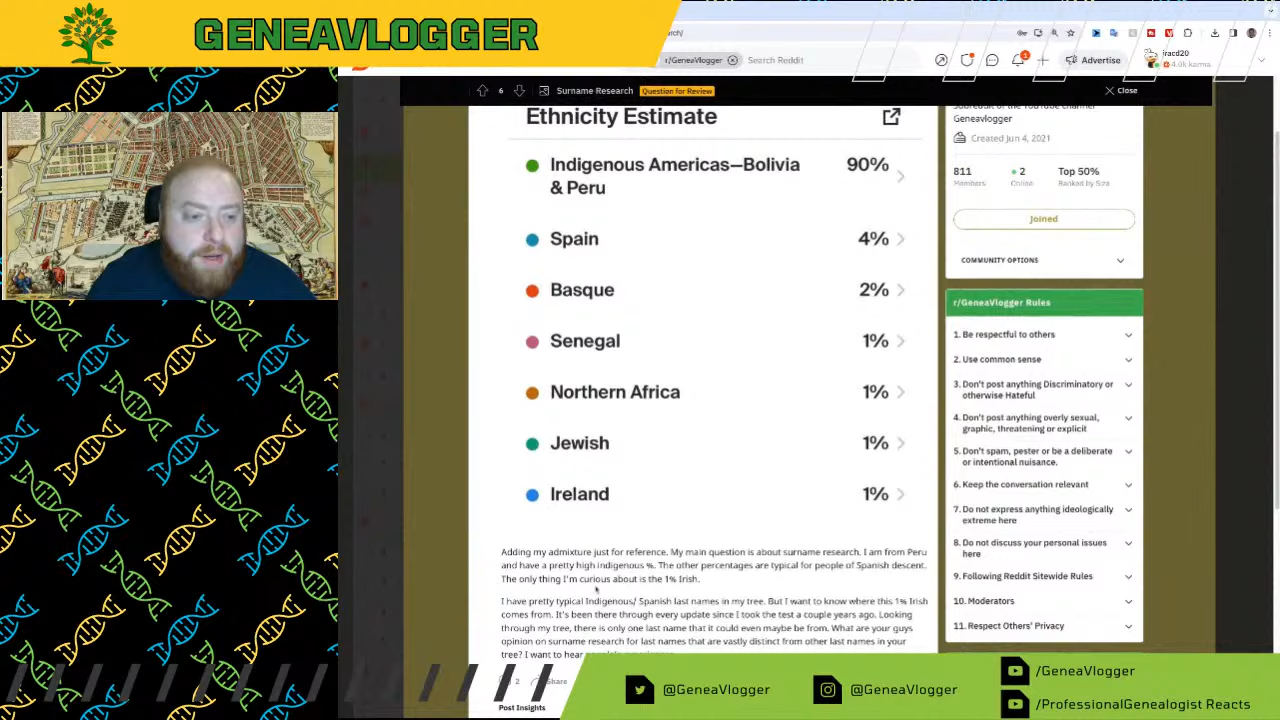 GENEAVLOGGER
r/GeneaVlogger
Search Reddit
1
Advertise
6
Surname Research
Question for Review
Close
Ethnicity Estimate
Indigenous Americas—Bolivia
& Peru
90%
Spain
4%
Basque
2%
Senegal
1%
Northern Africa
1%
Jewish
1%
Ireland
1%
Adding my admixture just for reference. My main question is about surname research. I am from Peru
and have a pretty high indigenous %. The other percentages are typical for people of Spanish descent.
The only thing I'm curious about is the 1% Irish.
I have pretty typical Indigenous/ Spanish last names in my tree. But I want to know where this 1% Irish
comes from. It's been there through every update since I took the test a couple years ago. Looking
through my tree, there is only one last name that it could even maybe be from. What are your guys
opinion on surname research for last names that are vastly distinct from other last names in your
tree? I want to hear
2
Share
Post Insights
Subreddit of the YouTube channel
Geneavlogger
Created Jun 4, 2021
811
2
Top 50%
Members
Online
Ranked by Size
Joined
COMMUNITY OPTIONS
r/GeneaVlogger Rules
1. Be respectful to others
2. Use common sense
3. Don't post anything Discriminatory or
otherwise Hateful
4. Don't post anything overly sexual,
graphic, threatening or explicit
5. Don't spam, pester or be a deliberate
or intentional nuisance.
6. Keep the conversation relevant
7. Do not express anything ideologically
extreme here
8. Do not discuss your personal issues
here
9. Following Reddit Sitewide Rules
10. Moderators
11. Respect Others' Privacy
@GeneaVlogger
@GeneaVlogger
/GeneaVlogger
/ProfessionalGenealogist Reacts